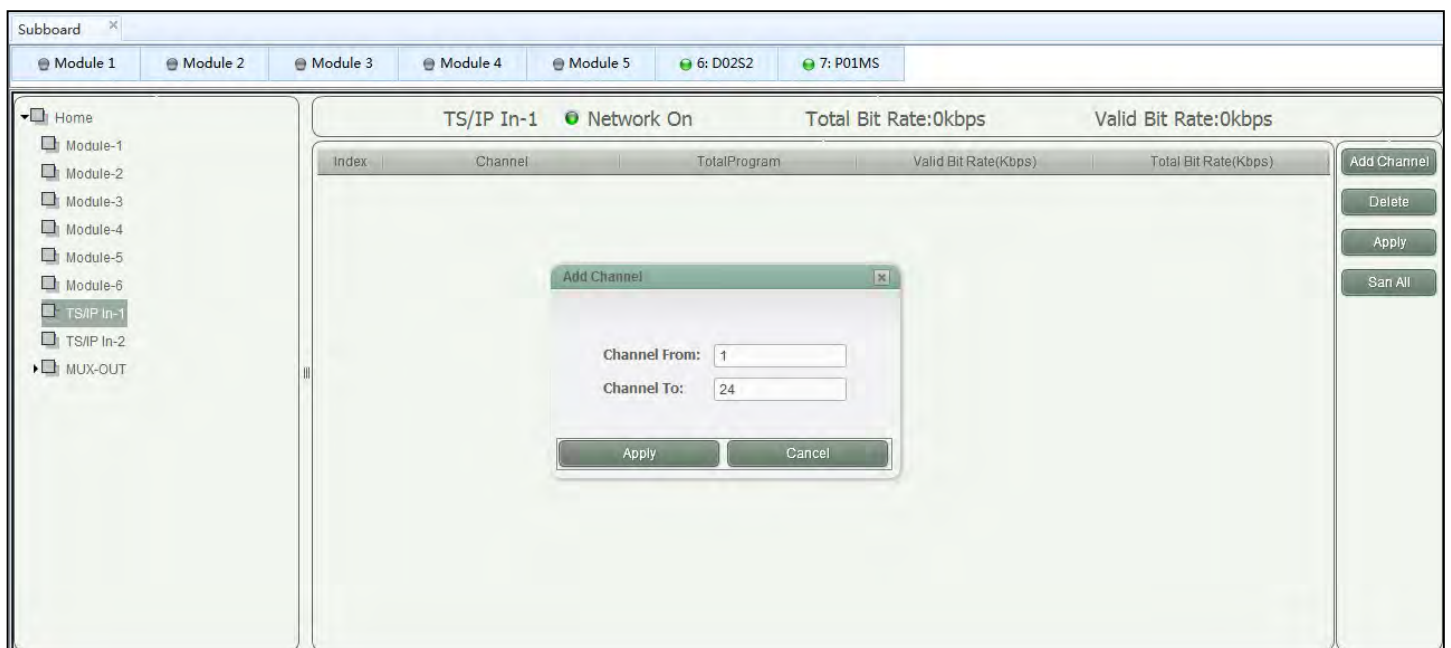 Subboard
Module 1 Module 2 Module 3 Module 4 Module 5 6: D02S2 7: P01MS
Home
Module-1
Module-2
Module-3
Module-4
Module-5
Module-6
TS/IP In-1
TS/IP In-2
MUX-OUT
TS/IP In-1 Network On Total Bit Rate:0kbps Valid Bit Rate:0kbps
Index Channel TotalProgram Valid Bit Rate(Kbps) Total Bit Rate(Kbps)
Add Channel
Delete
Apply
San All
Add Channel
Channel From: 1
Channel To: 24
Apply Cancel